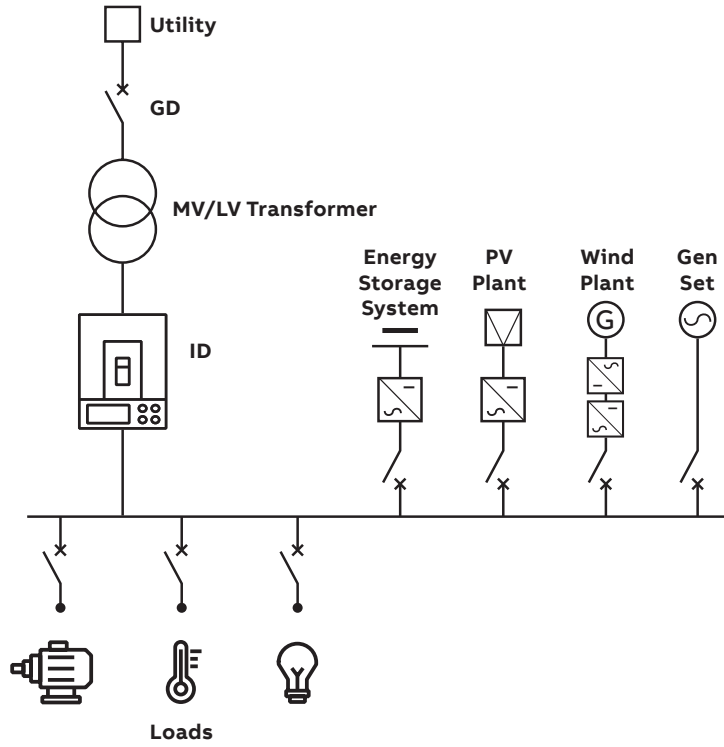 Utility
GD
MV/LV Transformer
ID
Energy
Storage
System
PV
Plant
Wind
Plant
Gen
Set
G
Loads